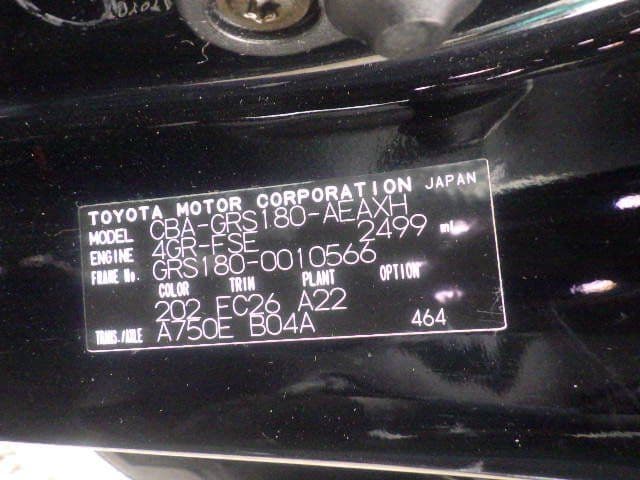 TOYOTA MOTOR CORPORATION JAPAN
MODEL CBA-GRS180-AEAXH
ENGINE 4GR-FSE 2499 ml
FRAME No. GRS180-0010566
COLOR TRIM PLANT OPTION
202 FC26 A22
TRANS./AXLE A750E B04A 464